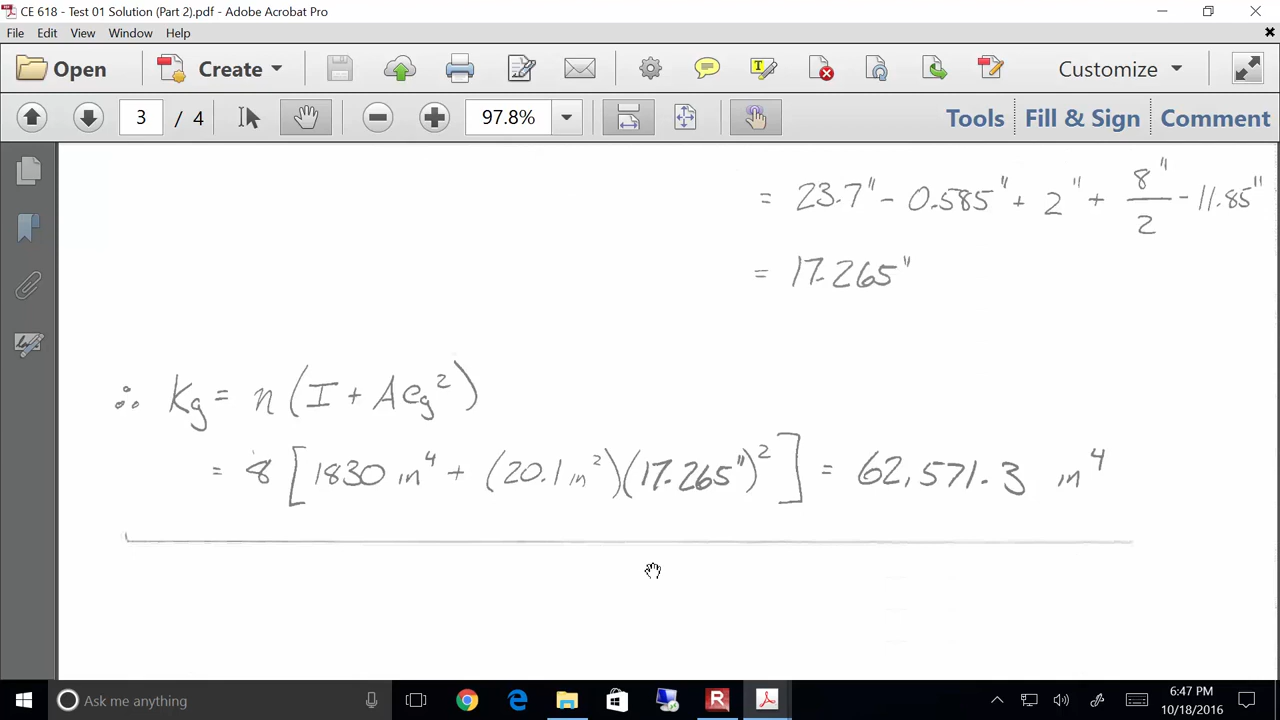 CE 618 - Test 01 Solution (Part 2).pdf - Adobe Acrobat Pro
File Edit View Window Help
Open Create Customize
3 / 4 97.8% Tools Fill & Sign Comment
= 23.7" - 0.585" + 2" + 8"/2 - 11.85"
= 17.265"
∴ Kg = n(I + Aeg²)
= 8[1830 in⁴ + (20.1 in²)(17.265")²] = 62,571.3 in⁴
Ask me anything
6:47 PM
10/18/2016